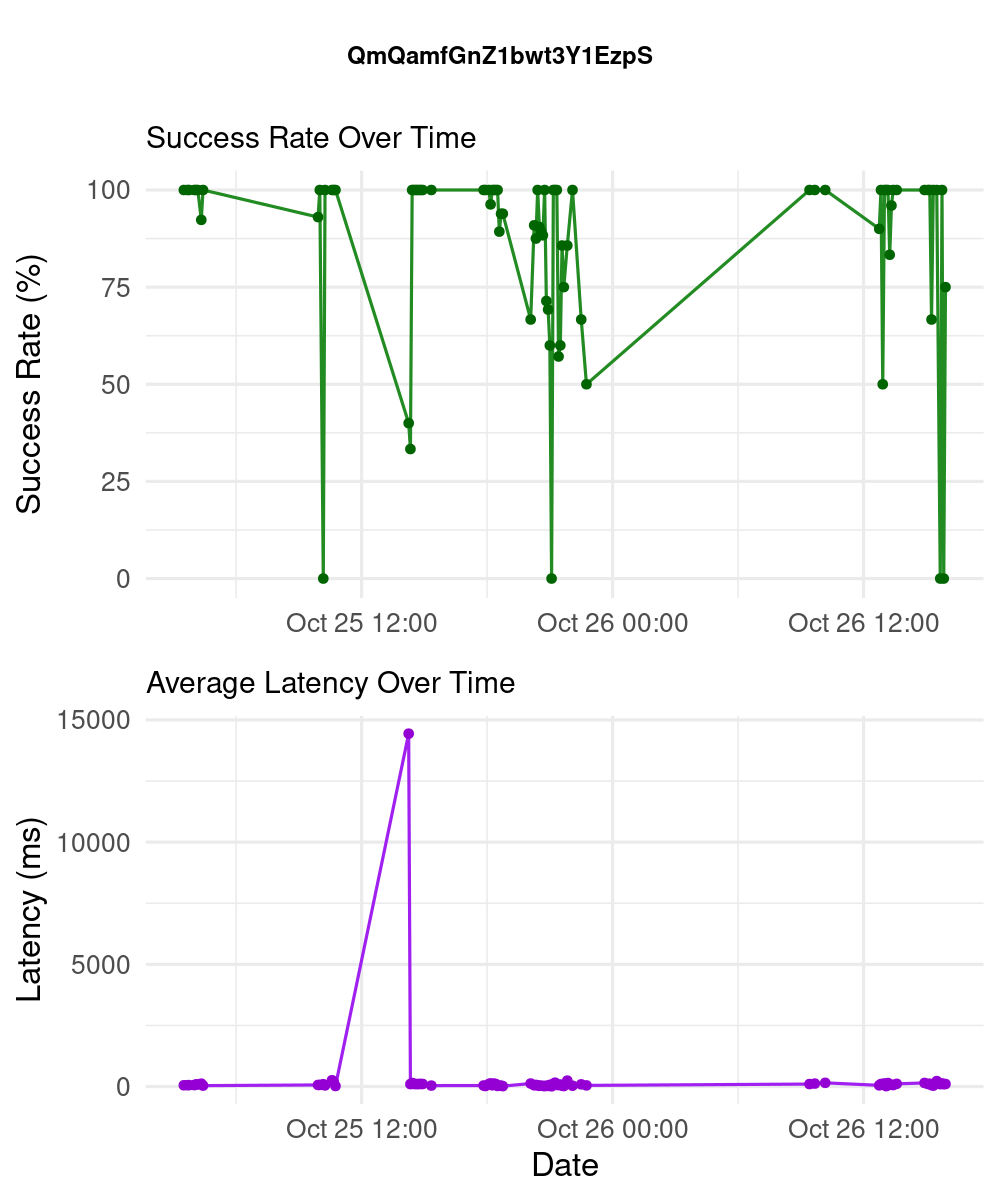 QmQamfGnZ1bwt3Y1EzpS
Success Rate Over Time
Success Rate (%)
100
75
50
25
0
Oct 25 12:00
Oct 26 00:00
Oct 26 12:00
Average Latency Over Time
Latency (ms)
15000
10000
5000
0
Oct 25 12:00
Oct 26 00:00
Oct 26 12:00
Date